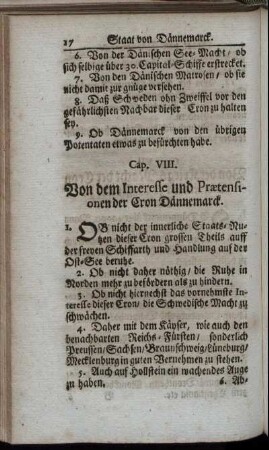 17 Staat von Dännemarck.
6. Von der Dänischen See-Macht/ ob
sich selbige über 30. Capitol-Schiffe erstrecket.
7. Von den Dänischen Matrosen/ ob sie
nicht damit zur gnüge versehen.
8. Daß Schweden ohn Zweiffel vor den
gefährlichsten Nachbar dieser Cron zu halten
sey.
9. Ob Dännemarck von den übrigen
Potentaten etwas zu befürchten habe.
Cap. VIII.
Von dem Interesse und Prætensi-
onen der Cron Dännemarck.
1. OB nicht der innerliche Staats-Nu-
tzen dieser Cron grossen Theils auff
der freyen Schiffarth und Handlung auf der
Ost-See beruhe.
2. Ob nicht daher nöthig/ die Ruhe in
Norden mehr zu befördern als zu hindern.
3. Ob nicht hiernechst das vornehmste In-
teresse dieser Cron/ die Schwedische Macht zu
schwächen.
4. Daher mit dem Käyser, wie auch den
benachbarten Reichs-Fürsten/ sonderlich
Preussen/Sachsen/Braunschweig/Lüneburg/
Mecklenburg in guten Vernehmen zu stehen.
5. Auch auf Hollstein ein wachendes Auge
zu haben. 6. Ab-